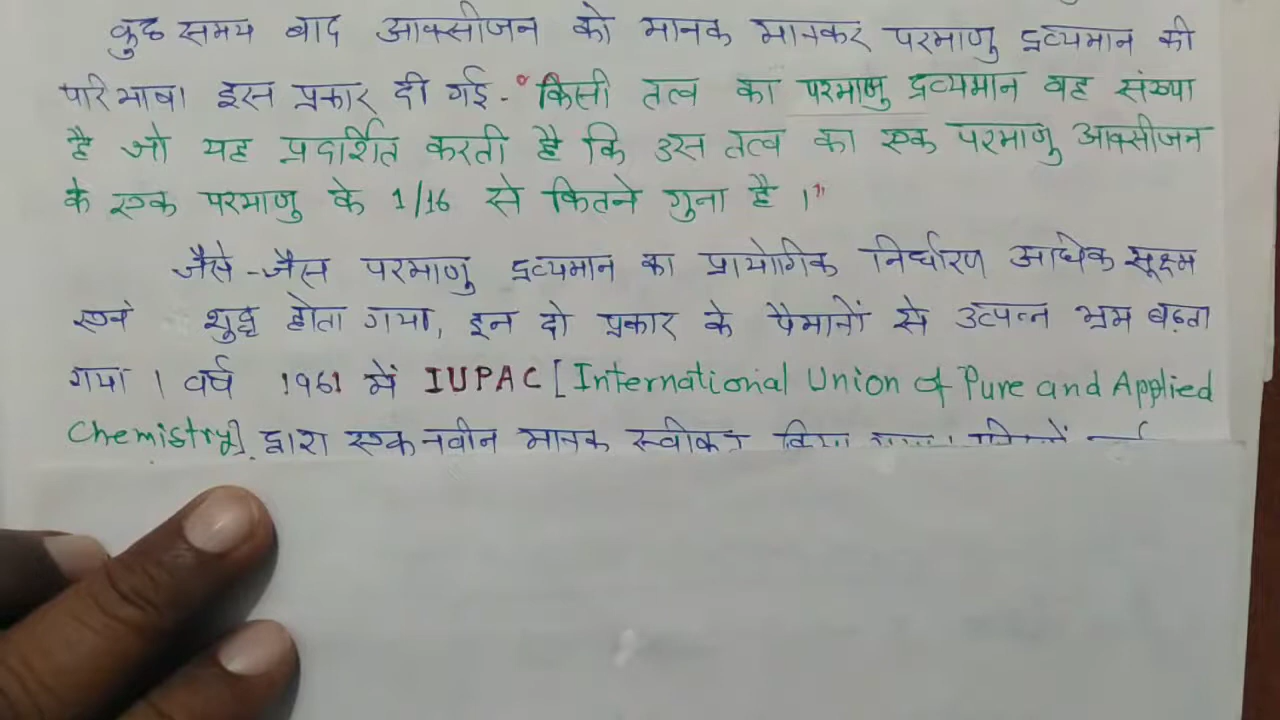 कुछ समय बाद आक्सीजन को मानक मानकर परमाणु द्रव्यमान की
परिभाषा इस प्रकार दी गई - "किसी तत्व का परमाणु द्रव्यमान वह संख्या
है जो यह प्रदर्शित करती है कि उस तत्व का एक परमाणु आक्सीजन
के एक परमाणु के 1/16 से कितने गुना है ।"
जैसे-जैसे परमाणु द्रव्यमान का प्रायोगिक निर्धारण अधिक सूक्ष्म
एवं शुद्ध होता गया, इन दो प्रकार के पैमानों से उत्पन्न भ्रम बढ़ता
गया । वर्ष 1961 में IUPAC [International Union of Pure and Applied
Chemistry] द्वारा एक नवीन मानक स्वीकृत